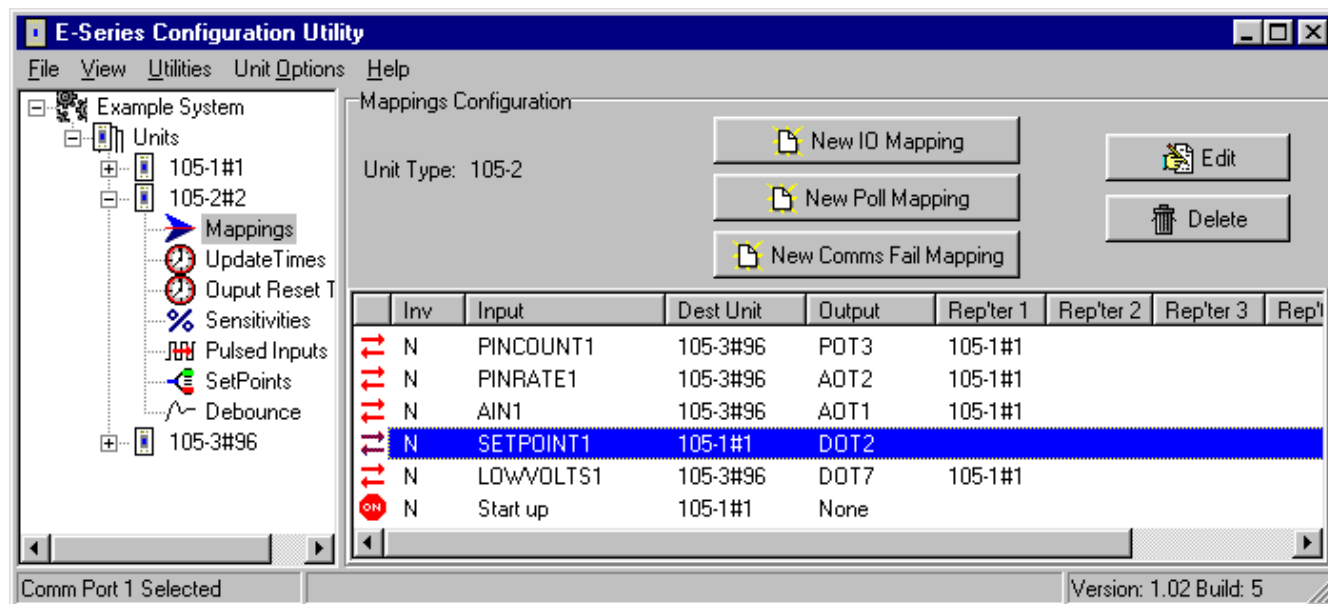 E-Series Configuration Utility
File View Utilities Unit Options Help
Example System
Units
105-1#1
105-2#2
Mappings
UpdateTimes
Ouput Reset T
Sensitivities
Pulsed Inputs
SetPoints
Debounce
105-3#96
Mappings Configuration
Unit Type: 105-2
New IO Mapping
New Poll Mapping
New Comms Fail Mapping
Edit
Delete
Inv Input Dest Unit Output Rep'ter 1 Rep'ter 2 Rep'ter 3 Rep't
N PINCOUNT1 105-3#96 POT3 105-1#1
N PINRATE1 105-3#96 AOT2 105-1#1
N AIN1 105-3#96 AOT1 105-1#1
N SETPOINT1 105-1#1 DOT2
N LOWVOLTS1 105-3#96 DOT7 105-1#1
ON N Start up 105-1#1 None
Comm Port 1 Selected
Version: 1.02 Build: 5